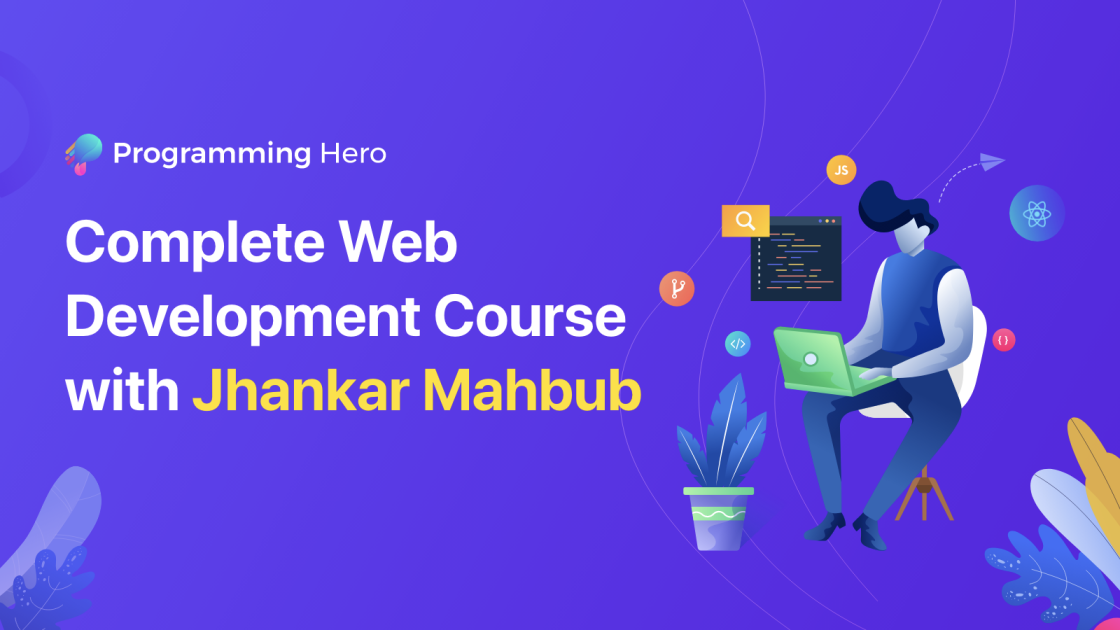 Programming Hero
Complete Web
Development Course
with Jhankar Mahbub
JS
</>
{ }